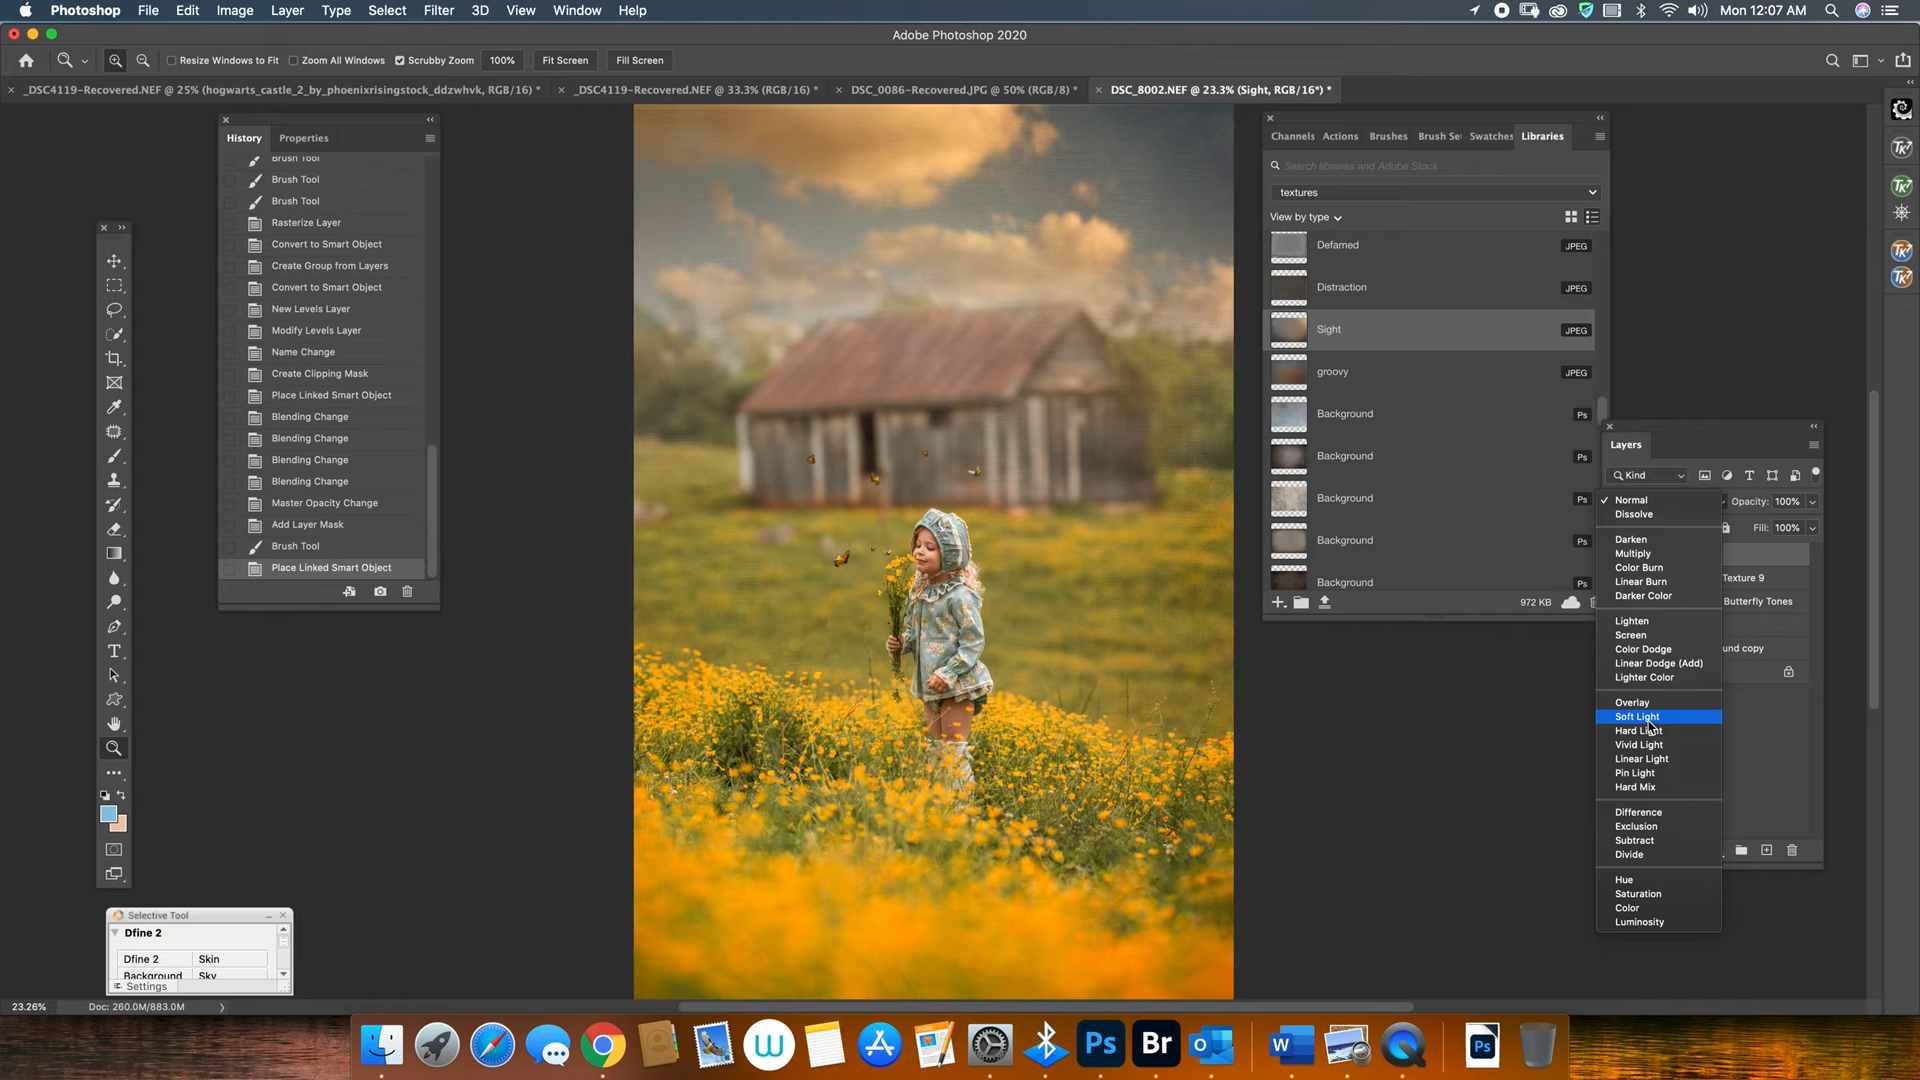 Photoshop File Edit Image Layer Type Select Filter 3D View Window Help Mon 12:07 AM
Adobe Photoshop 2020
Resize Windows to Fit Zoom All Windows Scrubby Zoom 100% Fit Screen Fill Screen
_DSC4119-Recovered.NEF @ 25% (hogwarts_castle_2_by_phoenixrisingstock_ddzwhvk, RGB/16) * _DSC4119-Recovered.NEF @ 33.3% (RGB/16) * DSC_0086-Recovered.JPG @ 50% (RGB/8) * DSC_8002.NEF @ 23.3% (Sight, RGB/16*) *
History Properties
Brush Tool
Brush Tool
Brush Tool
Rasterize Layer
Convert to Smart Object
Create Group from Layers
Convert to Smart Object
New Levels Layer
Modify Levels Layer
Name Change
Create Clipping Mask
Place Linked Smart Object
Blending Change
Blending Change
Blending Change
Blending Change
Master Opacity Change
Add Layer Mask
Brush Tool
Place Linked Smart Object
Channels Actions Brushes Brush Se Swatches Libraries
Search libraries and Adobe Stock
textures
View by type
Defamed JPEG
Distraction JPEG
Sight JPEG
groovy JPEG
Background Ps
Background Ps
Background Ps
Background Ps
Background Ps
972 KB
Layers
Kind
Opacity: 100%
Fill: 100%
Texture 9
Butterfly Tones
und copy
Normal
Dissolve
Darken
Multiply
Color Burn
Linear Burn
Darker Color
Lighten
Screen
Color Dodge
Linear Dodge (Add)
Lighter Color
Overlay
Soft Light
Hard Light
Vivid Light
Linear Light
Pin Light
Hard Mix
Difference
Exclusion
Subtract
Divide
Hue
Saturation
Color
Luminosity
Selective Tool
Dfine 2
Dfine 2 Skin
Background Sky
Settings
23.26% Doc: 260.0M/883.0M
Ps Br W